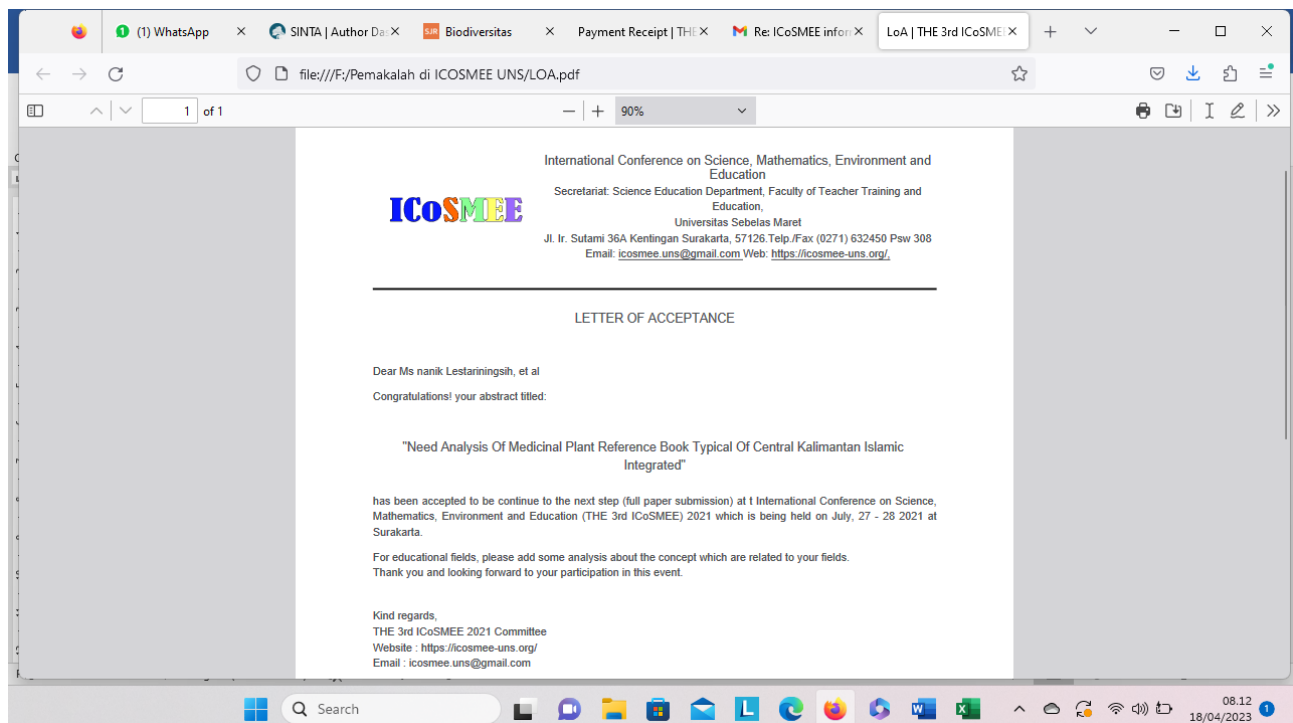 (1) WhatsApp
SINTA | Author Da
SJR Biodiversitas
Payment Receipt | THE
Re: ICoSMEE infor
LoA | THE 3rd ICoSMEE
file:///F:/Pemakalah di ICOSMEE UNS/LOA.pdf
1 of 1
90%
ICoSMEE
International Conference on Science, Mathematics, Environment and
Education
Secretariat: Science Education Department, Faculty of Teacher Training and
Education,
Universitas Sebelas Maret
Jl. Ir. Sutami 36A Kentingan Surakarta, 57126.Telp./Fax (0271) 632450 Psw 308
Email: icosmee.uns@gmail.com Web: https://icosmee-uns.org/,
LETTER OF ACCEPTANCE
Dear Ms nanik Lestariningsih, et al
Congratulations! your abstract titled:
"Need Analysis Of Medicinal Plant Reference Book Typical Of Central Kalimantan Islamic
Integrated"
has been accepted to be continue to the next step (full paper submission) at t International Conference on Science,
Mathematics, Environment and Education (THE 3rd ICoSMEE) 2021 which is being held on July, 27 - 28 2021 at
Surakarta.
For educational fields, please add some analysis about the concept which are related to your fields.
Thank you and looking forward to your participation in this event.
Kind regards,
THE 3rd ICoSMEE 2021 Committee
Website : https://icosmee-uns.org/
Email : icosmee.uns@gmail.com
Search
08.12
18/04/2023
1